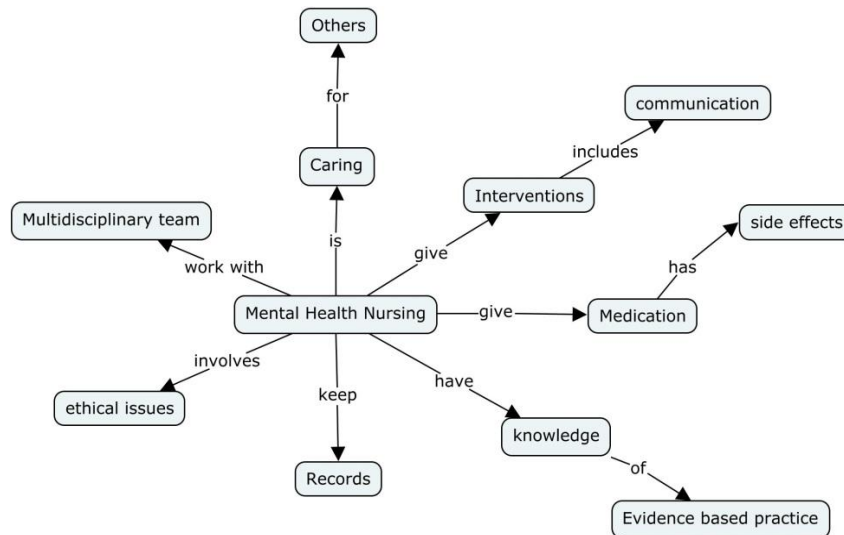 Others
for
communication
includes
Caring
Interventions
Multidisciplinary team
side effects
is
give
work with
has
Mental Health Nursing
give
Medication
involves
have
keep
ethical issues
knowledge
of
Records
Evidence based practice